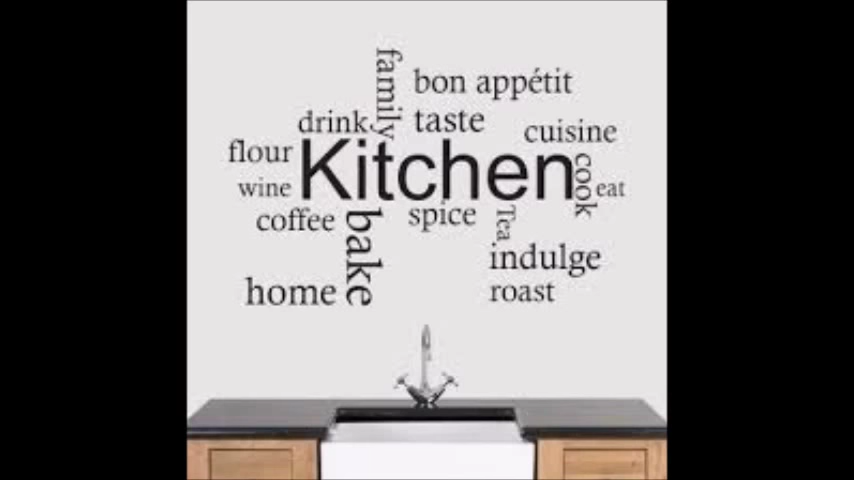 family
bon appétit
drink
taste
cuisine
flour
Kitchen
cook
wine
eat
coffee
bake
spice
Tea
indulge
home
roast